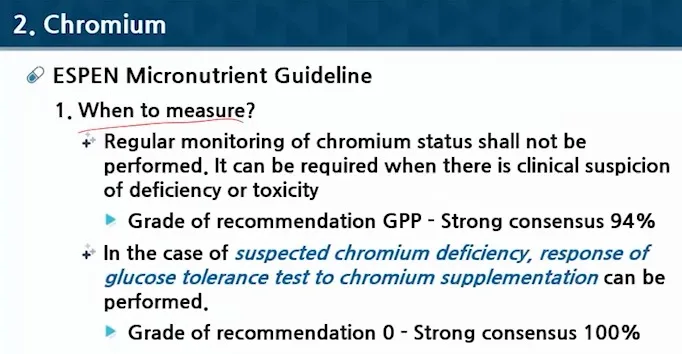 2. Chromium
ESPEN Micronutrient Guideline
1. When to measure?
Regular monitoring of chromium status shall not be
performed. It can be required when there is clinical suspicion
of deficiency or toxicity
Grade of recommendation GPP - Strong consensus 94%
In the case of suspected chromium deficiency, response of
glucose tolerance test to chromium supplementation can be
performed.
Grade of recommendation 0 - Strong consensus 100%